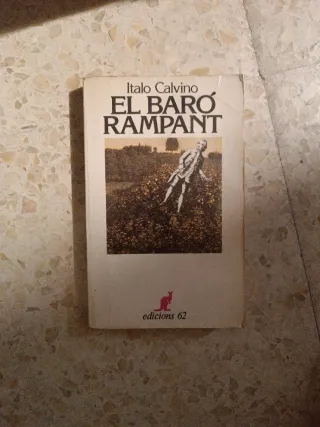 Italo Calvino
EL BARÓ
RAMPANT
edicions 62